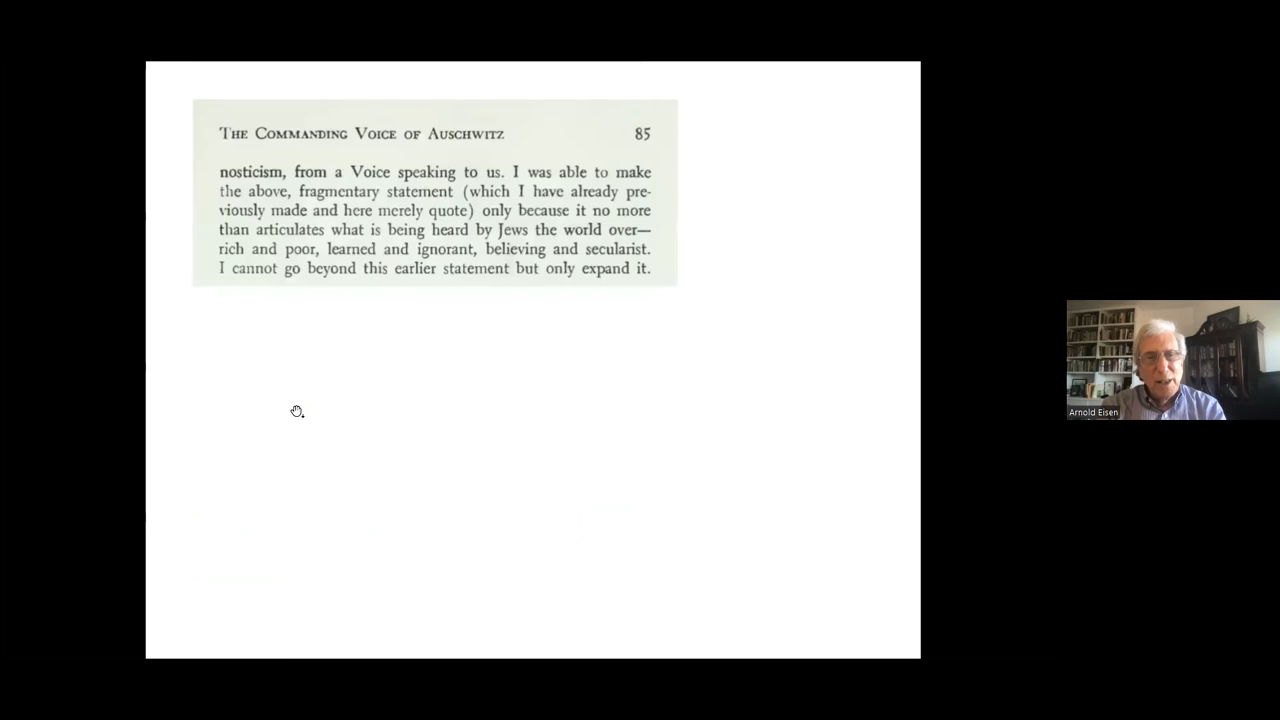 THE COMMANDING VOICE OF AUSCHWITZ 85
nosticism, from a Voice speaking to us. I was able to make
the above, fragmentary statement (which I have already pre-
viously made and here merely quote) only because it no more
than articulates what is being heard by Jews the world over—
rich and poor, learned and ignorant, believing and secularist.
I cannot go beyond this earlier statement but only expand it.
Arnold Eisen